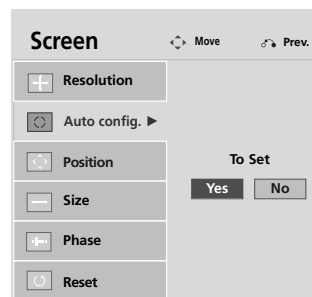 Screen Move Prev.
Resolution
Auto config. ►
Position
To Set
Yes No
Size
Phase
Reset